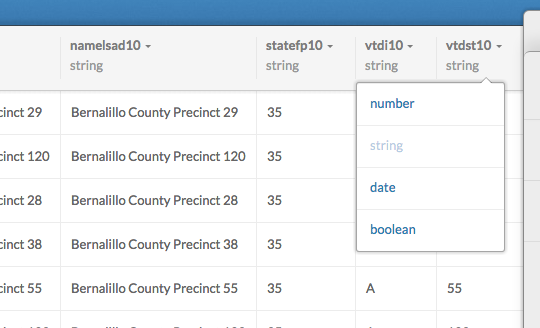 namelsad10 statefp10 vtdi10 vtdst10
string string string string
number
string
date
boolean
cinct 29 Bernalillo County Precinct 29 35
cinct 120 Bernalillo County Precinct 120 35
cinct 28 Bernalillo County Precinct 28 35
cinct 38 Bernalillo County Precinct 38 35
cinct 55 Bernalillo County Precinct 55 35 A 55